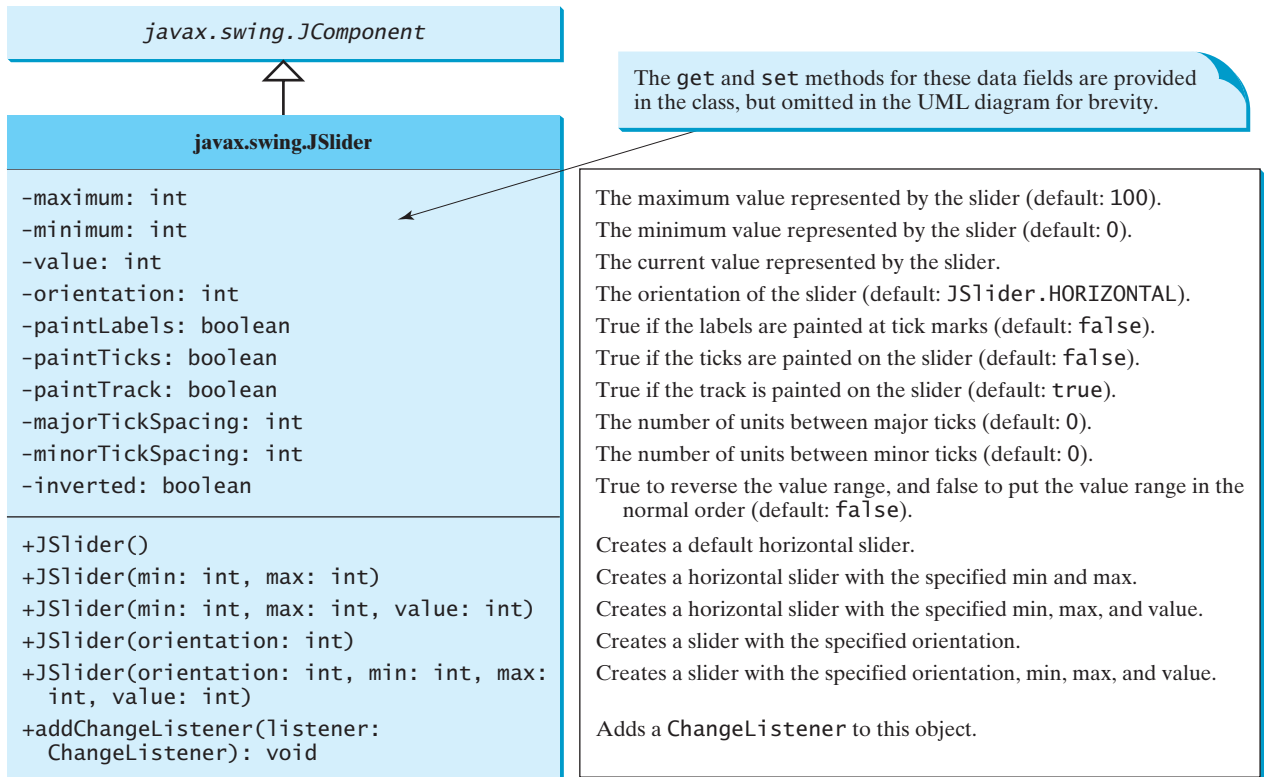 javax.swing.JComponent
The get and set methods for these data fields are provided
in the class, but omitted in the UML diagram for brevity.
javax.swing.JSlider
-maximum: int
The maximum value represented by the slider (default: 100).
-minimum: int
The minimum value represented by the slider (default: 0).
-value: int
The current value represented by the slider.
-orientation: int
The orientation of the slider (default: JSlider.HORIZONTAL).
-paintLabels: boolean
True if the labels are painted at tick marks (default: false).
-paintTicks: boolean
True if the ticks are painted on the slider (default: false).
-paintTrack: boolean
True if the track is painted on the slider (default: true).
-majorTickSpacing: int
The number of units between major ticks (default: 0).
-minorTickSpacing: int
The number of units between minor ticks (default: 0).
-inverted: boolean
True to reverse the value range, and false to put the value range in the
normal order (default: false).
+JSlider()
Creates a default horizontal slider.
+JSlider(min: int, max: int)
Creates a horizontal slider with the specified min and max.
+JSlider(min: int, max: int, value: int)
Creates a horizontal slider with the specified min, max, and value.
+JSlider(orientation: int)
Creates a slider with the specified orientation.
+JSlider(orientation: int, min: int, max:
int, value: int)
Creates a slider with the specified orientation, min, max, and value.
+addChangeListener(listener:
ChangeListener): void
Adds a ChangeListener to this object.